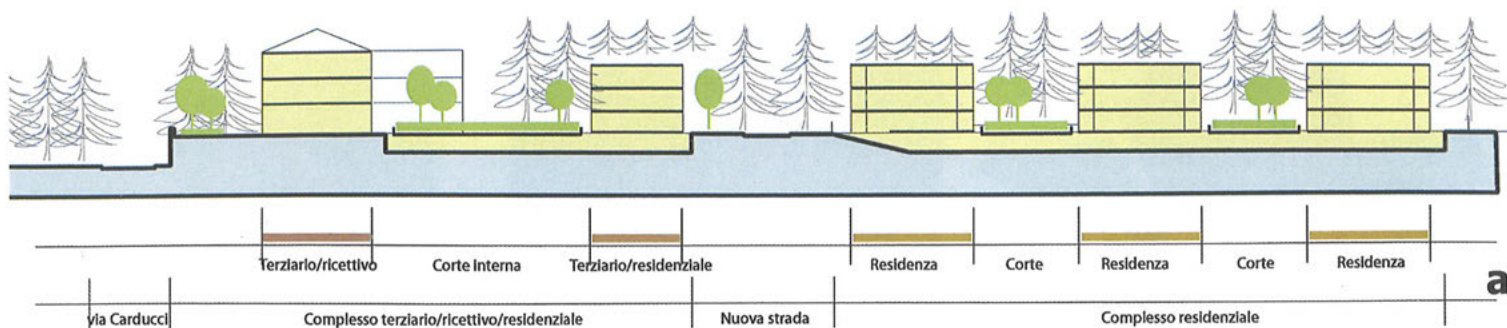 Terziario/ricettivo Corte Interna Terziario/residenziale Residenza Corte Residenza Corte Residenza
a
via Carducci Complesso terziario/ricettivo/residenziale Nuova strada Complesso residenziale